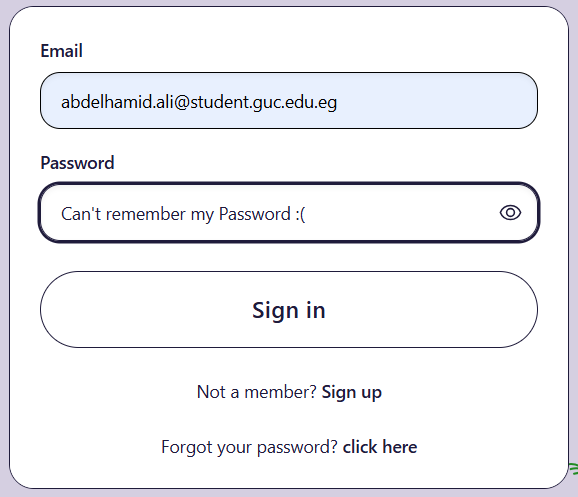 Email
abdelhamid.ali@student.guc.edu.eg
Password
Can't remember my Password :(
Sign in
Not a member? Sign up
Forgot your password? click here